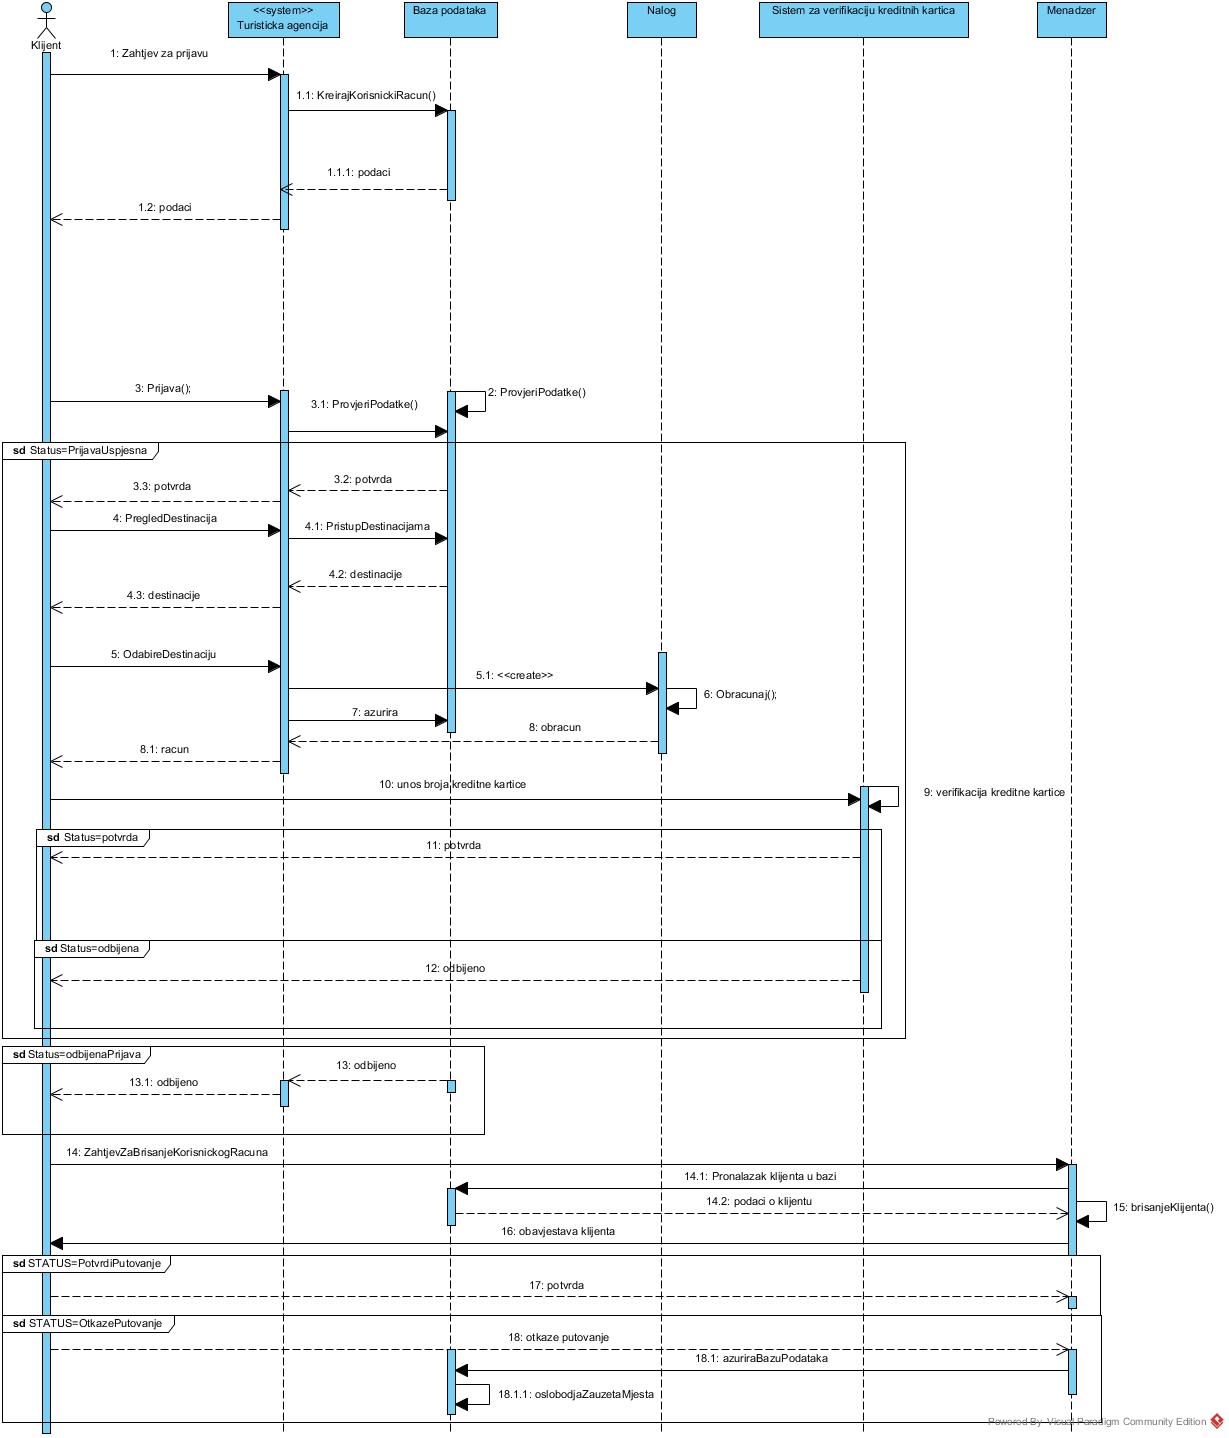 <<system>>
Turisticka agencija
Baza podataka
Nalog
Sistem za verifikaciju kreditnih kartica
Menadzer
Klijent
1: Zahtjev za prijavu
1.1: KreirajKorisnickiRacun()
1.1.1: podaci
1.2: podaci
3: Prijava();
2: ProvjeriPodatke()
3.1: ProvjeriPodatke()
sd Status=PrijavaUspjesna
3.2: potvrda
3.3: potvrda
4: PregledDestinacija
4.1: PristupDestinacijama
4.2: destinacije
4.3: destinacije
5: OdabireDestinaciju
5.1: <<create>>
6: Obracunaj();
7: azurira
8: obracun
8.1: racun
10: unos broja kreditne kartice
9: verifikacija kreditne kartice
sd Status=potvrda
11: potvrda
sd Status=odbijena
12: odbijeno
sd Status=odbijenaPrijava
13: odbijeno
13.1: odbijeno
14: ZahtjevZaBrisanjeKorisnickogRacuna
14.1: Pronalazak klijenta u bazi
14.2: podaci o klijentu
15: brisanjeKlijenta()
16: obavjestava klijenta
sd STATUS=PotvrdiPutovanje
17: potvrda
sd STATUS=OtkazePutovanje
18: otkaze putovanje
18.1: azuriraBazuPodataka
18.1.1: oslobodjaZauzetaMjesta
Powered By Visual Paradigm Community Edition